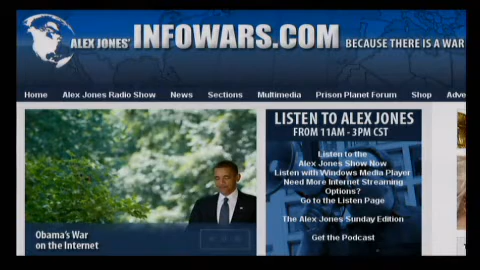 ALEX JONES' INFOWARS.COM BECAUSE THERE IS A WAR
Home Alex Jones Radio Show News Sections Multimedia Prison Planet Forum Shop Adve
LISTEN TO ALEX JONES
FROM 11AM - 3PM CST
Listen to the
Alex Jones Show Now
Listen with Windows Media Player
Need More Internet Streaming
Options?
Go to the Listen Page
The Alex Jones Sunday Edition
Get the Podcast
Obama's War
on the Internet